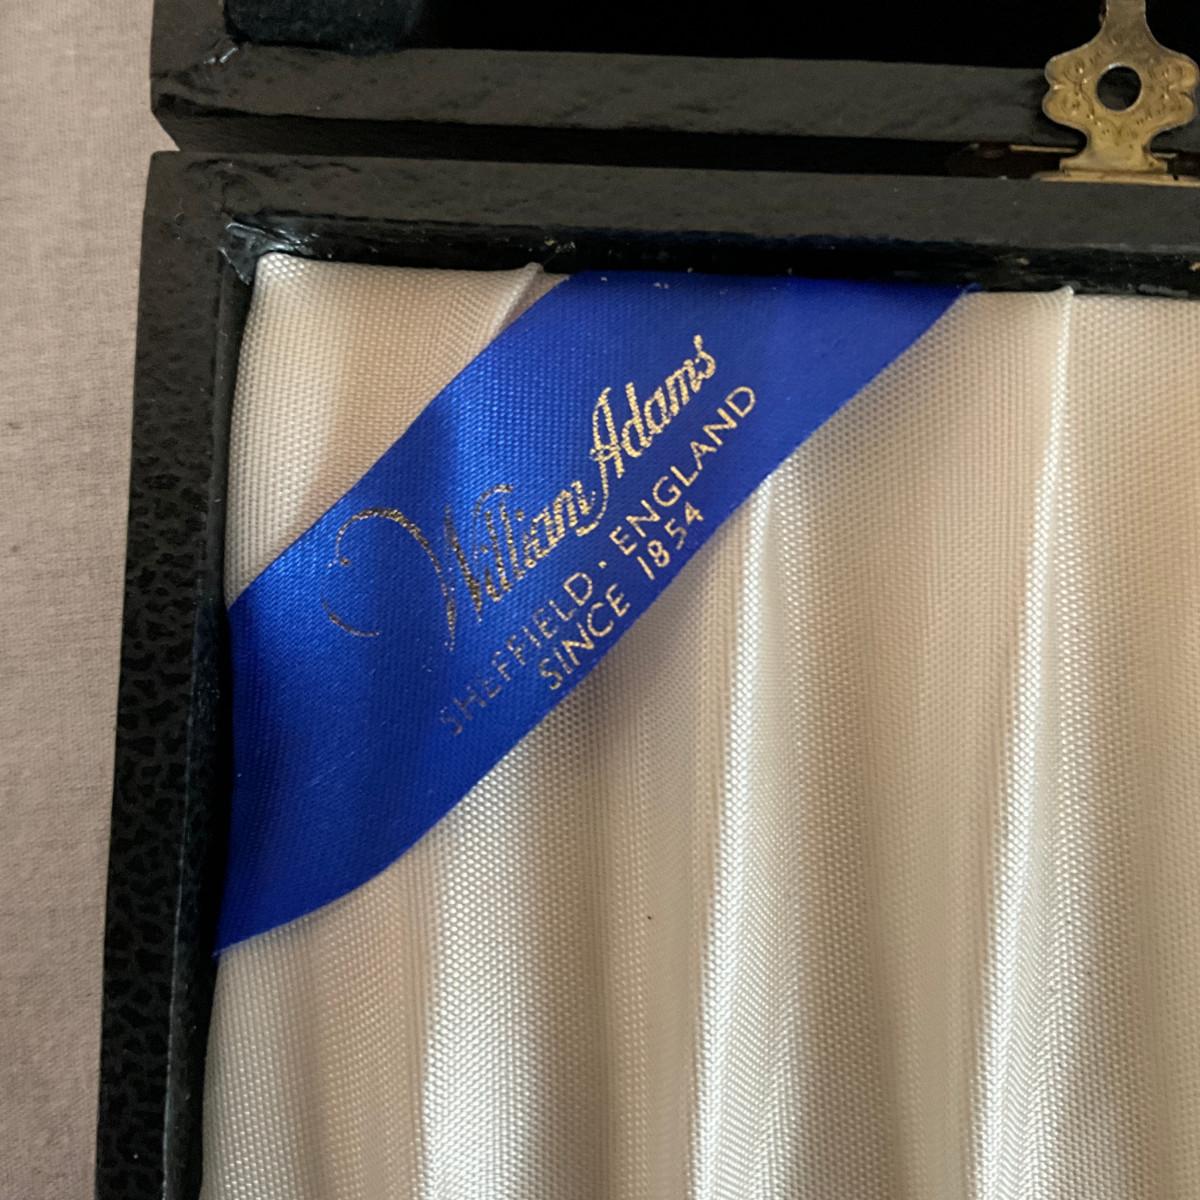 William Adams
SHEFFIELD · ENGLAND
SINCE 1854